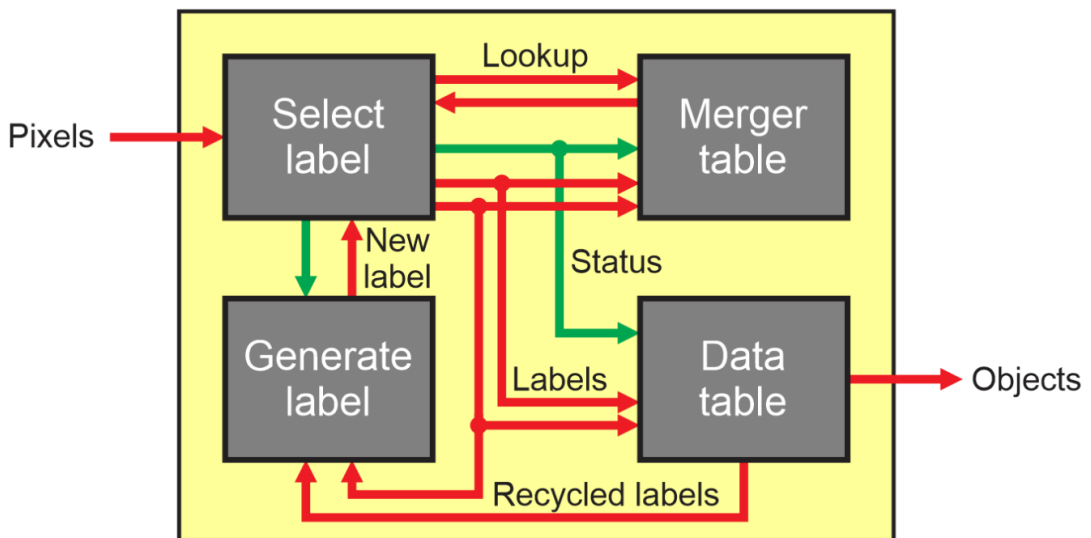 Lookup
Select
label
Merger
table
Pixels
New
label
Status
Generate
label
Labels
Data
table
Objects
Recycled labels